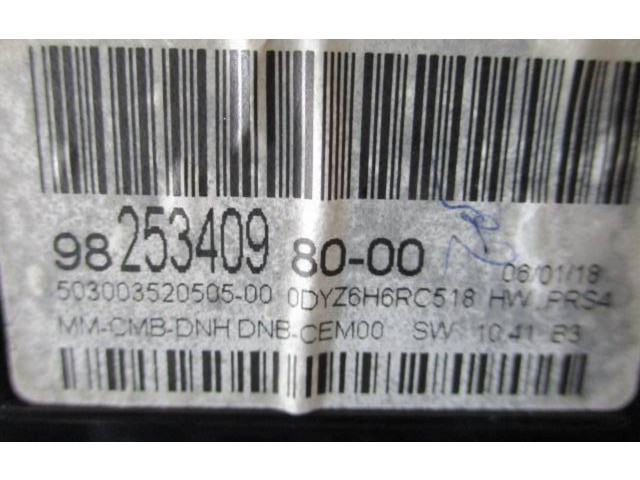 98 253409 80-00 06/01/18
503003520505-00 0DYZ6H6RC518 HW PRS4
MM-CMB-DNH DNB-CEM00 SW 10.41 B3